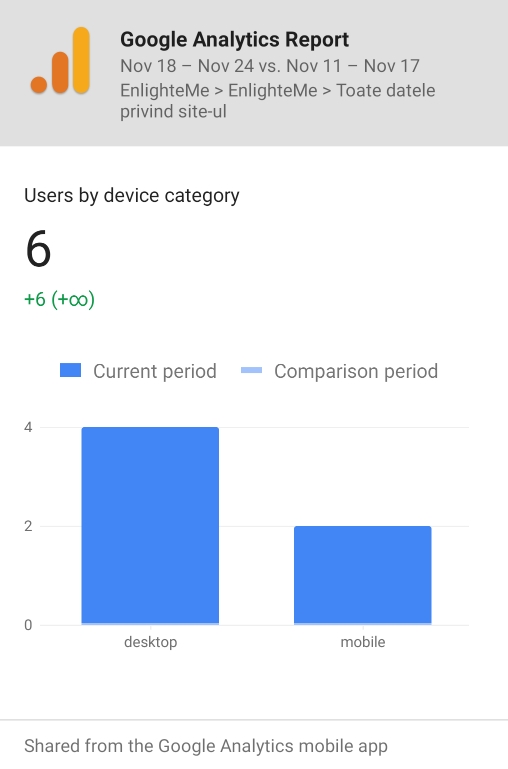 Google Analytics Report
Nov 18 – Nov 24 vs. Nov 11 – Nov 17
EnlighteMe > EnlighteMe > Toate datele
privind site-ul
Users by device category
6
+6 (+∞)
Current period
Comparison period
4
2
0
desktop
mobile
Shared from the Google Analytics mobile app